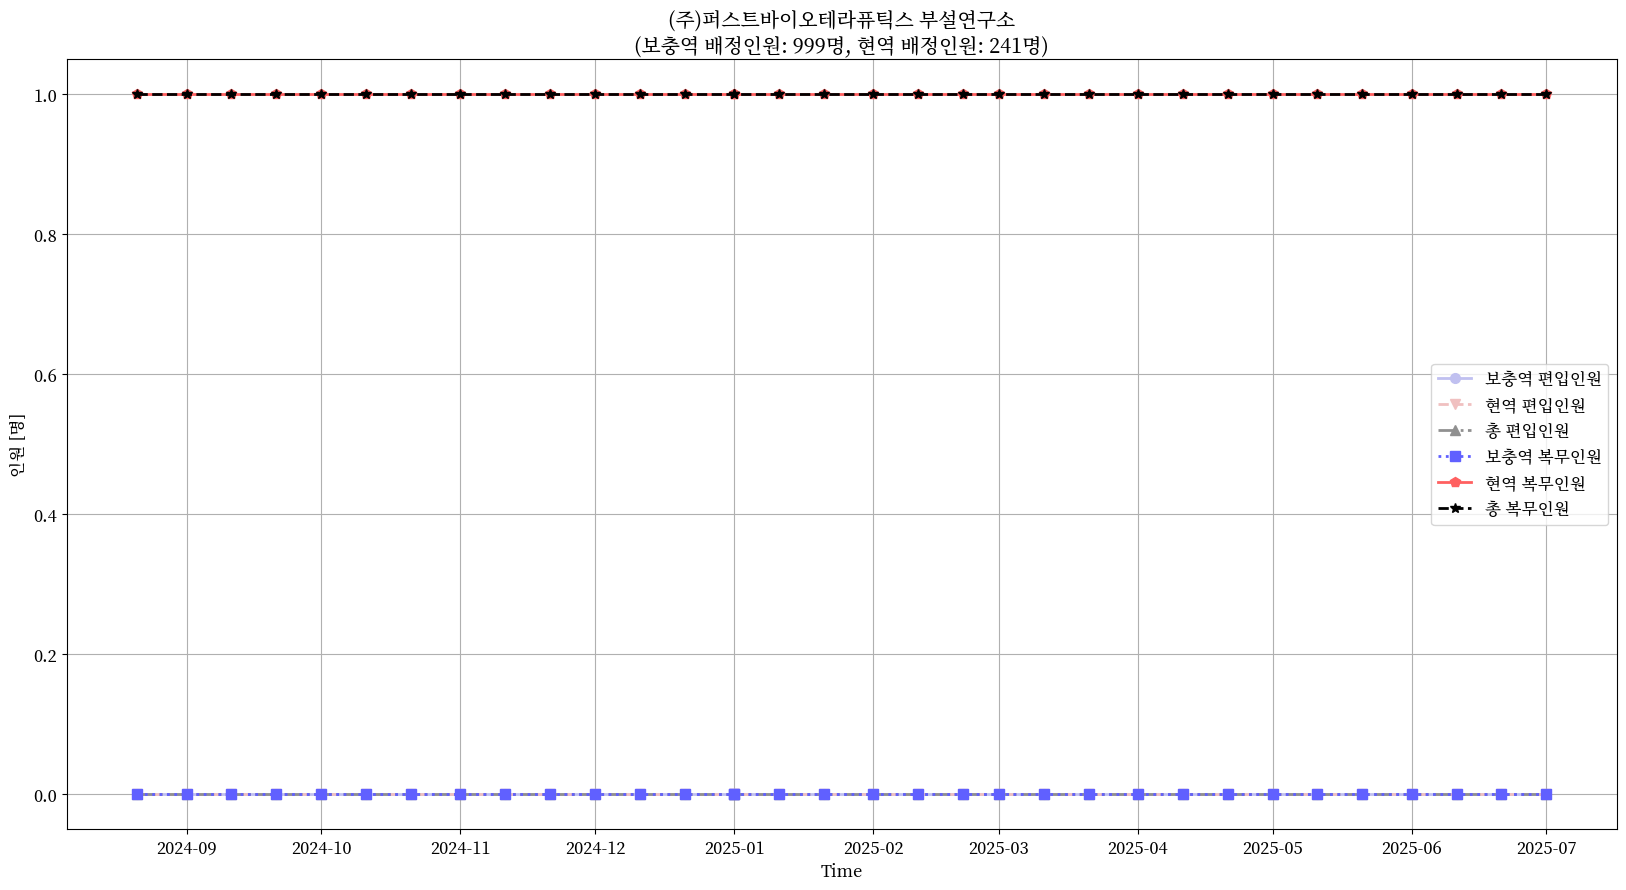 (주)퍼스트바이오테라퓨틱스 부설연구소
(보충역 배정인원: 999명, 현역 배정인원: 241명)
1.0
0.8
0.6
0.4
0.2
0.0
인원 [명]
보충역 편입인원
현역 편입인원
총 편입인원
보충역 복무인원
현역 복무인원
총 복무인원
2024-09
2024-10
2024-11
2024-12
2025-01
2025-02
2025-03
2025-04
2025-05
2025-06
2025-07
Time